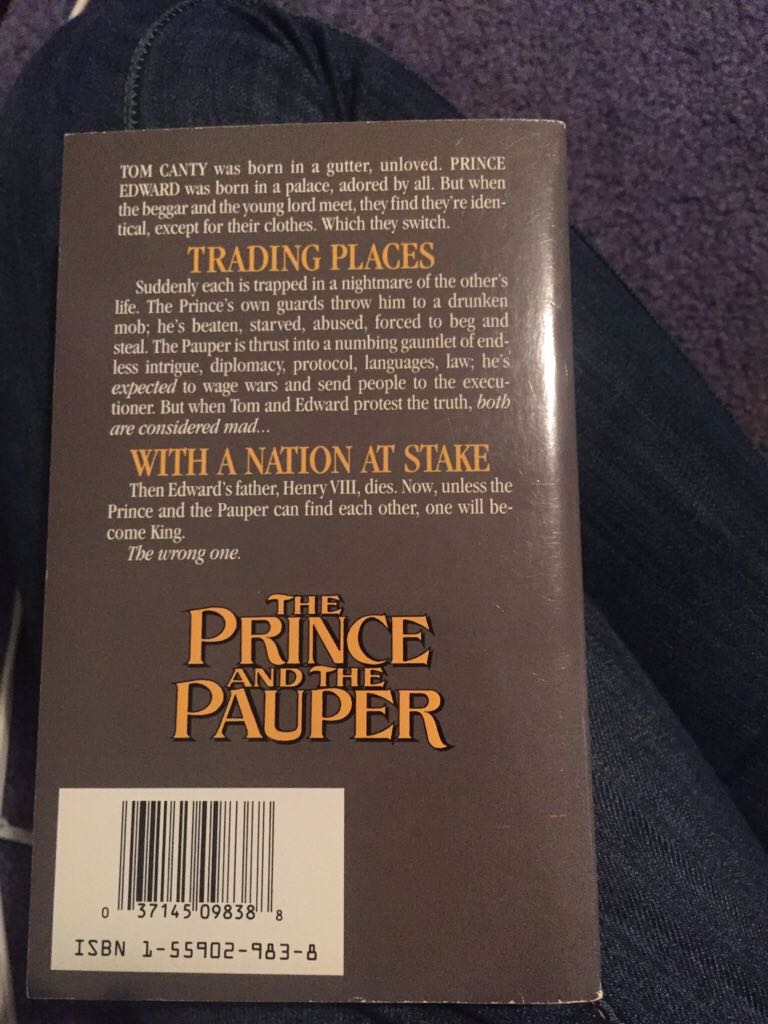 TOM CANTY was born in a gutter, unloved. PRINCE
EDWARD was born in a palace, adored by all. But when
the beggar and the young lord meet, they find they're iden-
tical, except for their clothes. Which they switch.
TRADING PLACES
Suddenly each is trapped in a nightmare of the other's
life. The Prince's own guards throw him to a drunken
mob; he's beaten, starved, abused, forced to beg and
steal. The Pauper is thrust into a numbing gauntlet of end-
less intrigue, diplomacy, protocol, languages, law; he's
expected to wage wars and send people to the execu-
tioner. But when Tom and Edward protest the truth, both
are considered mad...
WITH A NATION AT STAKE
Then Edward's father, Henry VIII, dies. Now, unless the
Prince and the Pauper can find each other, one will be-
come King.
The wrong one.
THE
PRINCE
AND THE
PAUPER
0 37145 09838 8
ISBN 1-55902-983-8